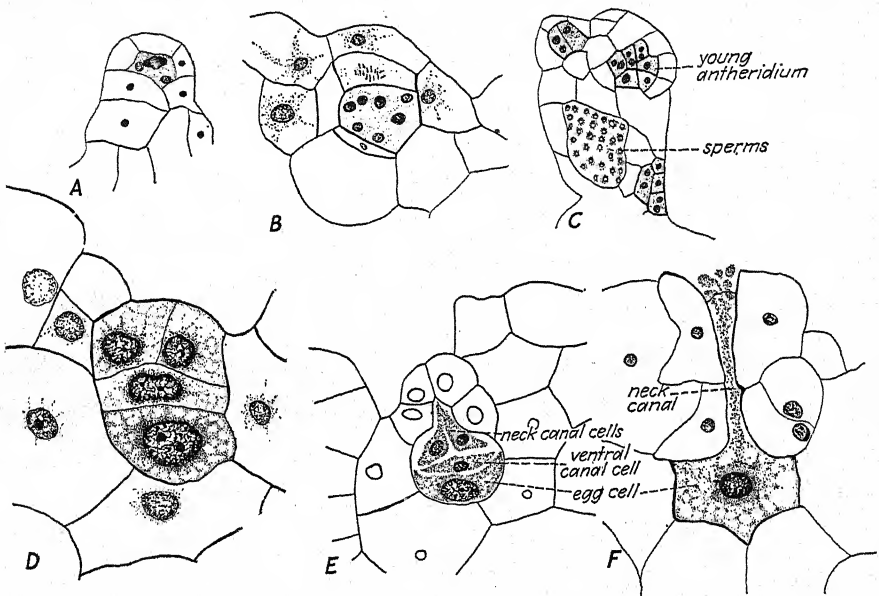 A
B
C
young
antheridium
sperms
D
E
neck canal cells
ventral
canal cell
egg cell
F
neck
canal